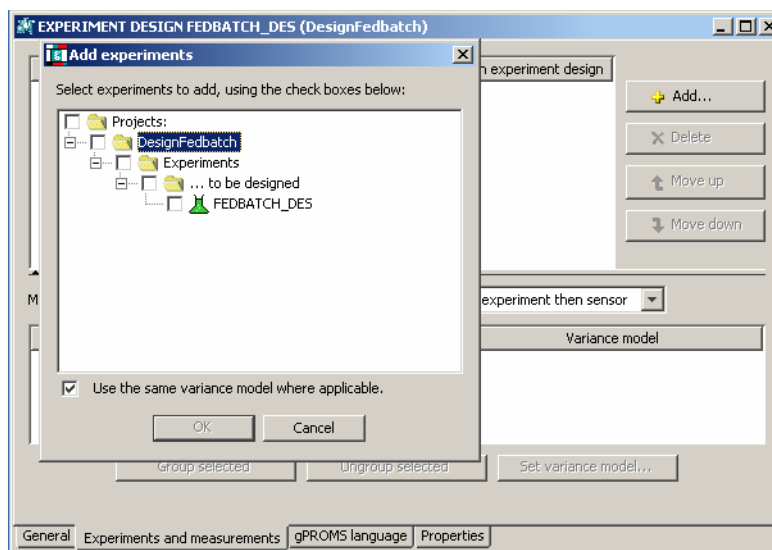 EXPERIMENT DESIGN FEDBATCH_DES (DesignFedbatch)
Add experiments
Select experiments to add, using the check boxes below:
Projects:
DesignFedbatch
Experiments
... to be designed
FEDBATCH_DES
Use the same variance model where applicable.
OK
Cancel
experiment design
Add...
Delete
Move up
Move down
experiment then sensor
Variance model
Group selected
Ungroup selected
Set variance model...
General
Experiments and measurements
gPROMS language
Properties